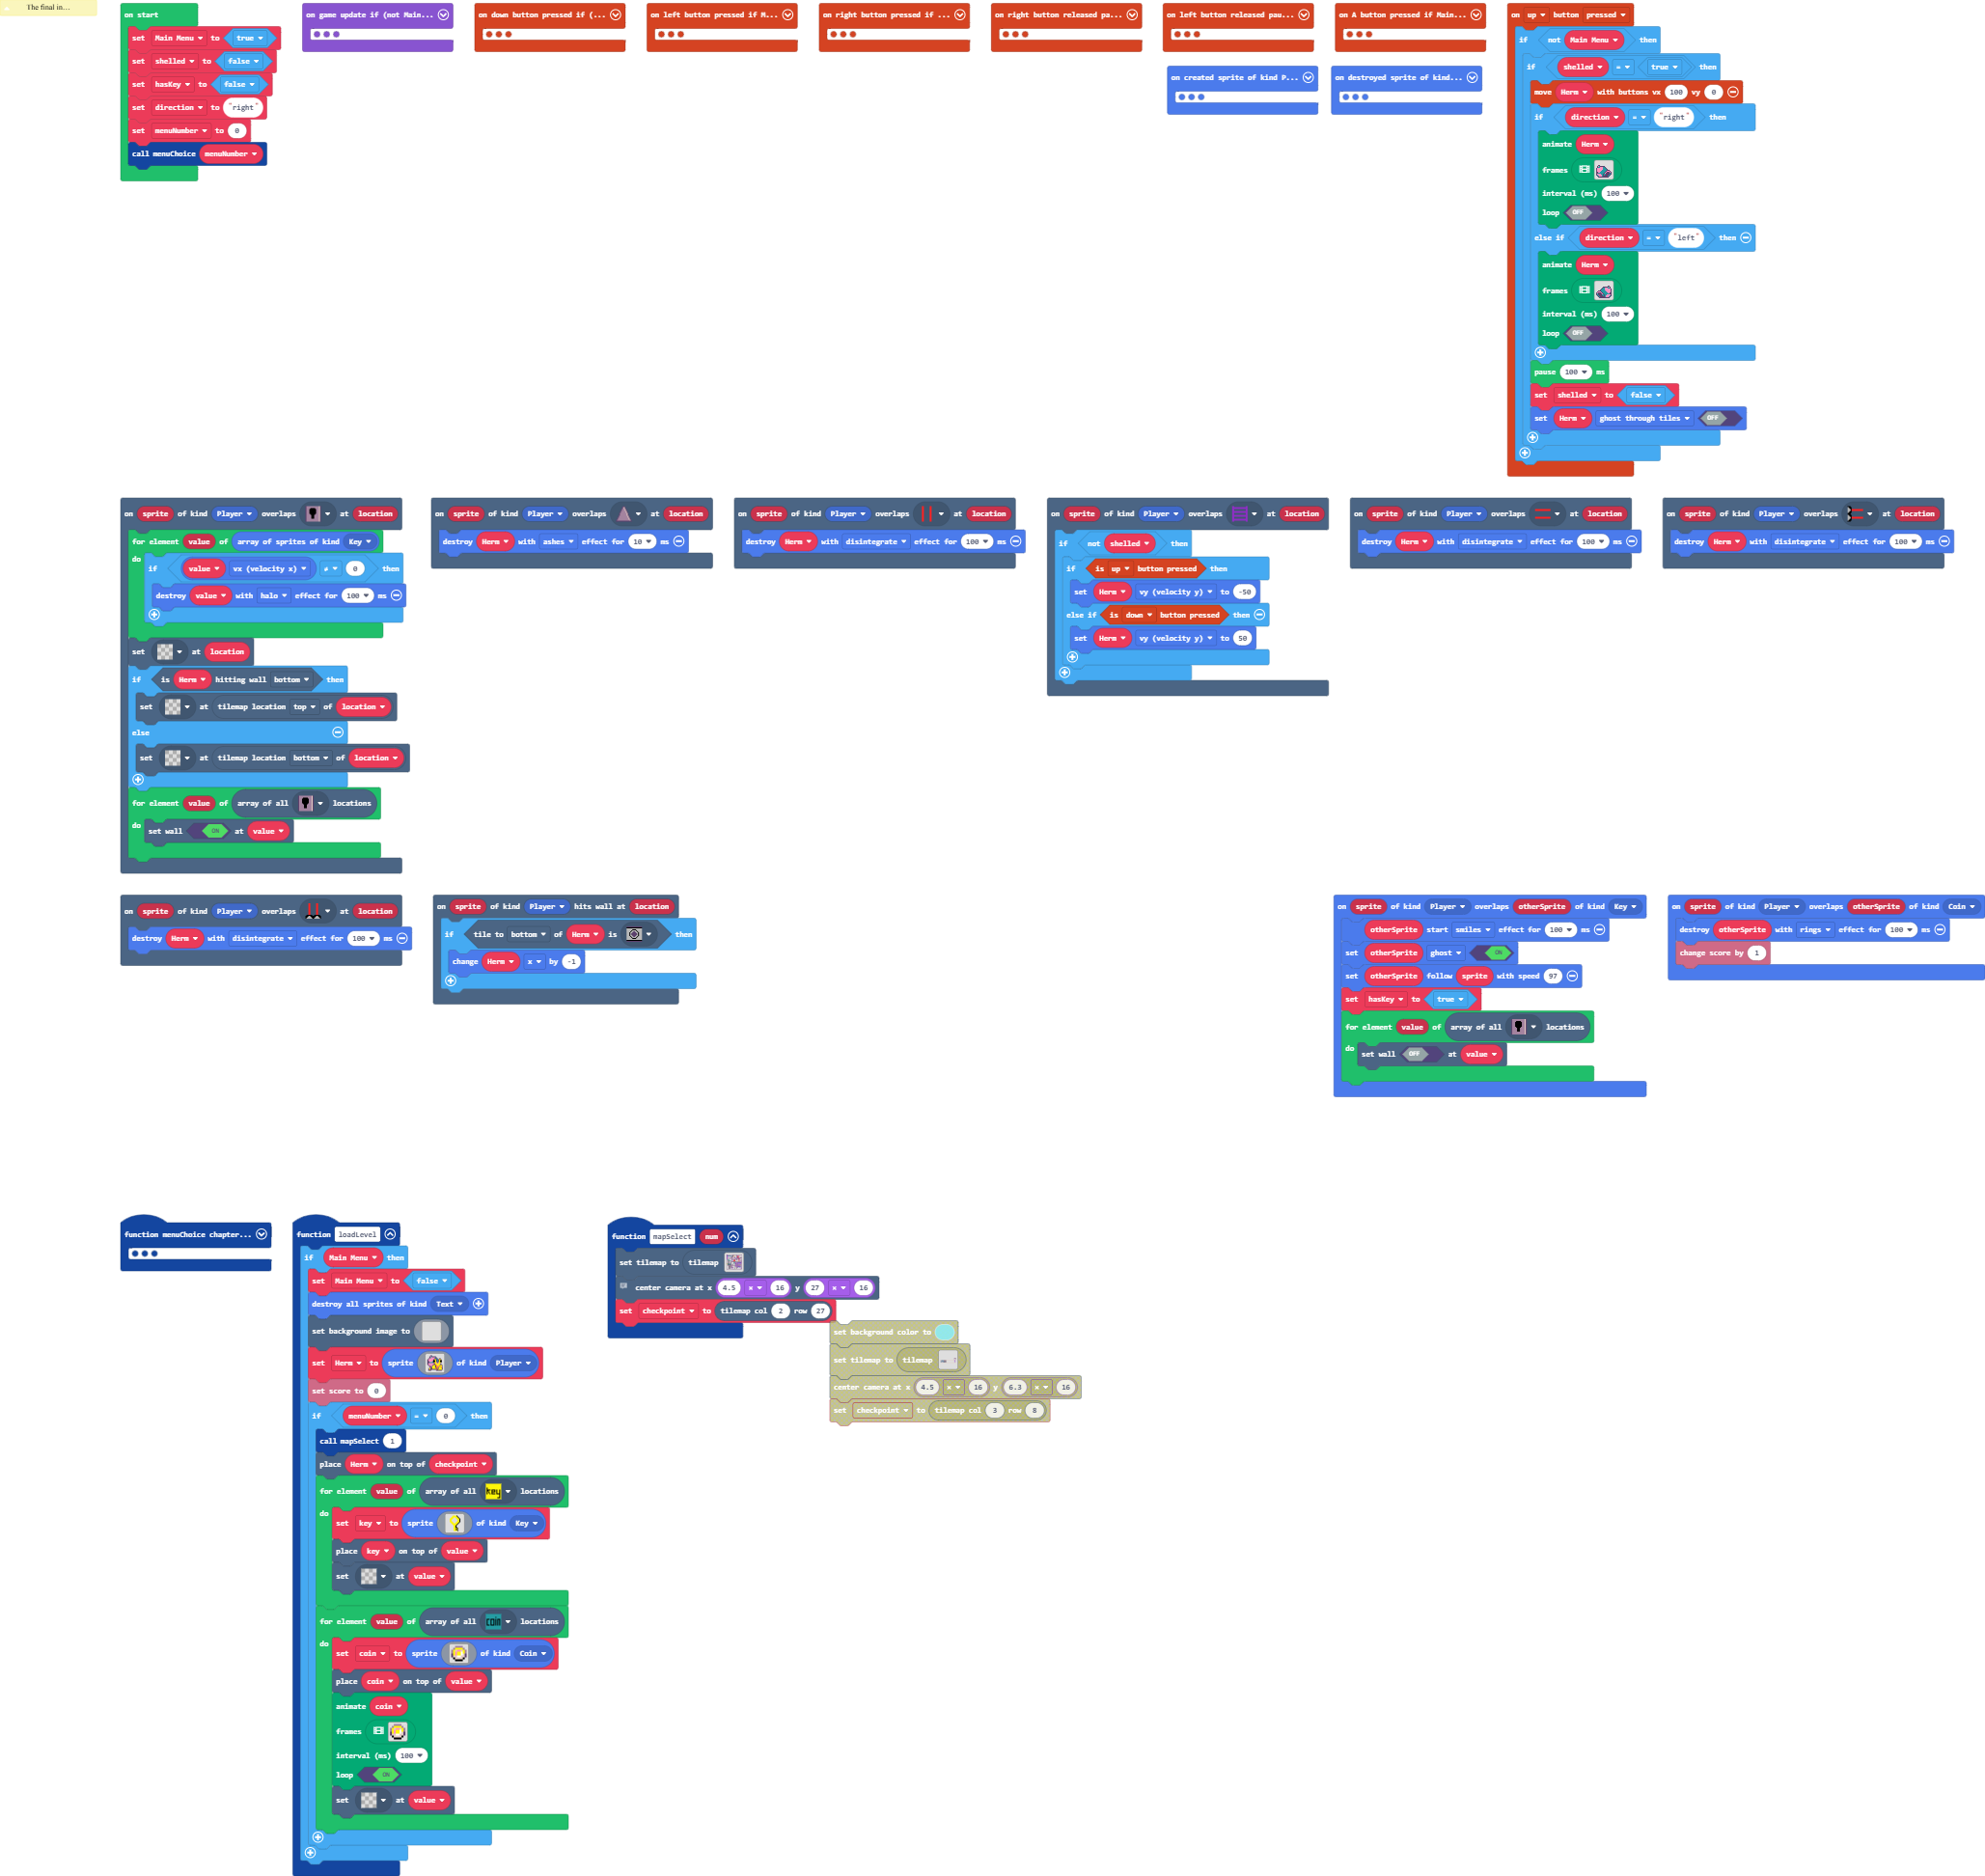 The final in...
on start
set Main Menu to true
set shelled to false
set hasKey to false
set direction to "right"
set menuNumber to 0
call menuChoice menuNumber
on game update if (not Main...
on down button pressed if (...
on left button pressed if M...
on right button pressed if ...
on right button released pa...
on left button released pau...
on A button pressed if Main...
on created sprite of kind P...
on destroyed sprite of kind...
on up button pressed
if not Main Menu then
if shelled = true then
move Herm with buttons vx 100 vy 0
if direction = "right" then
animate Herm
frames
interval (ms) 100
loop OFF
else if direction = "left" then
animate Herm
frames
interval (ms) 100
loop OFF
pause 100 ms
set shelled to false
set Herm ghost through tiles OFF
on sprite of kind Player overlaps at location
for element value of array of sprites of kind Key
do
if value vx (velocity x) ≠ 0 then
destroy value with halo effect for 100 ms
set at location
if is Herm hitting wall bottom then
set at tilemap location top of location
else
set at tilemap location bottom of location
for element value of array of all locations
do
set wall ON at value
on sprite of kind Player overlaps at location
destroy Herm with ashes effect for 10 ms
on sprite of kind Player overlaps at location
destroy Herm with disintegrate effect for 100 ms
on sprite of kind Player overlaps at location
if not shelled then
if is up button pressed then
set Herm vy (velocity y) to -50
else if is down button pressed then
set Herm vy (velocity y) to 50
on sprite of kind Player overlaps at location
destroy Herm with disintegrate effect for 100 ms
on sprite of kind Player overlaps at location
destroy Herm with disintegrate effect for 100 ms
on sprite of kind Player overlaps at location
destroy Herm with disintegrate effect for 100 ms
on sprite of kind Player hits wall at location
if tile to bottom of Herm is then
change Herm x by -1
on sprite of kind Player overlaps otherSprite of kind Key
otherSprite start smiles effect for 100 ms
set otherSprite ghost ON
set otherSprite follow sprite with speed 97
set hasKey to true
for element value of array of all locations
do
set wall OFF at value
on sprite of kind Player overlaps otherSprite of kind Coin
destroy otherSprite with rings effect for 100 ms
change score by 1
function menuChoice chapter...
function loadLevel
if Main Menu then
set Main Menu to false
destroy all sprites of kind Text
set background image to
set Herm to sprite of kind Player
set score to 0
if menuNumber = 0 then
call mapSelect 1
place Herm on top of checkpoint
for element value of array of all key locations
do
set key to sprite of kind Key
place key on top of value
set at value
for element value of array of all coin locations
do
set coin to sprite of kind Coin
place coin on top of value
animate coin
frames
interval (ms) 100
loop ON
set at value
function mapSelect num
set tilemap to tilemap
center camera at x 4.5 × 16 y 27 × 16
set checkpoint to tilemap col 2 row 27
set background color to
set tilemap to tilemap
center camera at x 4.5 × 16 y 6.3 × 16
set checkpoint to tilemap col 3 row 8